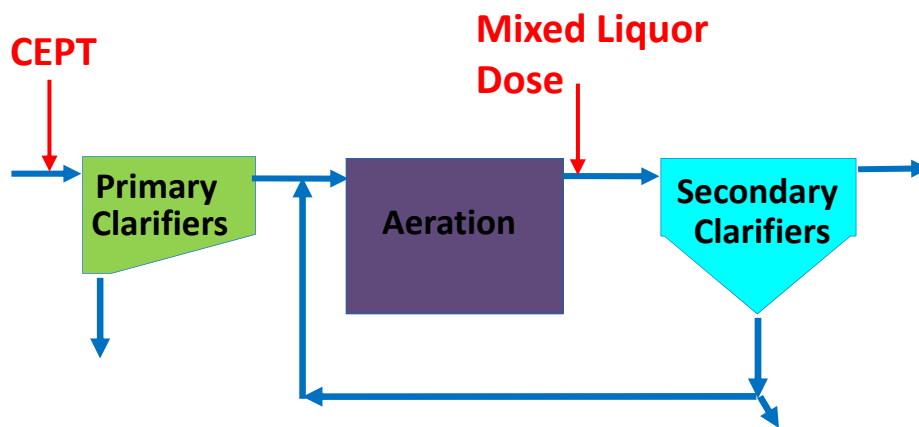 CEPT
Mixed Liquor
Dose
Primary
Clarifiers
Aeration
Secondary
Clarifiers